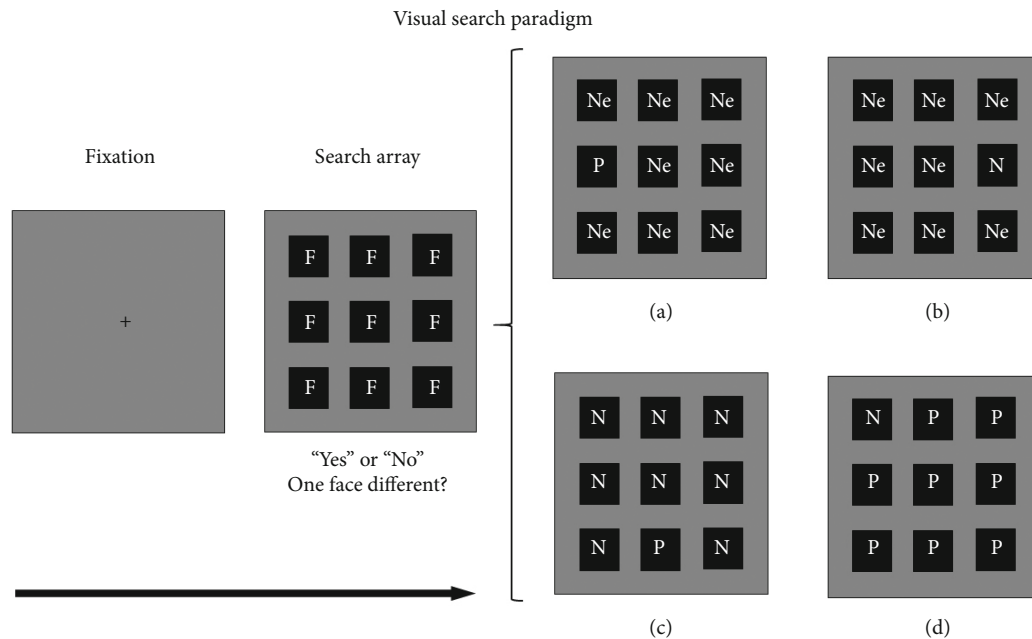 Visual search paradigm
Fixation
+
Search array
F F F
F F F
F F F
“Yes” or “No”
One face different?
Ne Ne Ne
P Ne Ne
Ne Ne Ne
(a)
Ne Ne Ne
Ne Ne N
Ne Ne Ne
(b)
N N N
N N N
N P N
(c)
N P P
P P P
P P P
(d)